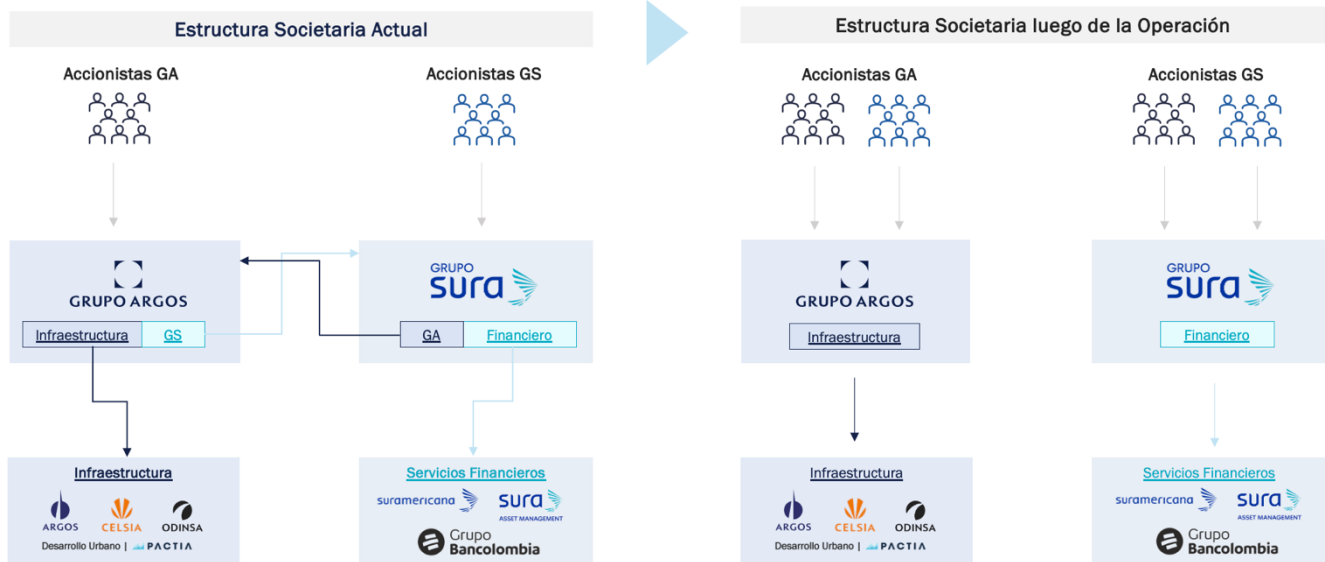 Estructura Societaria Actual
Accionistas GA
Accionistas GS
GRUPO ARGOS
Infraestructura
GS
GRUPO
sura
GA
Financiero
Infraestructura
ARGOS
CELSIA
ODINSA
Desarrollo Urbano | PACTIA
Servicios Financieros
suramericana
sura
ASSET MANAGEMENT
Grupo
Bancolombia
Estructura Societaria luego de la Operación
Accionistas GA
Accionistas GS
GRUPO ARGOS
Infraestructura
GRUPO
sura
Financiero
Infraestructura
ARGOS
CELSIA
ODINSA
Desarrollo Urbano | PACTIA
Servicios Financieros
suramericana
sura
ASSET MANAGEMENT
Grupo
Bancolombia